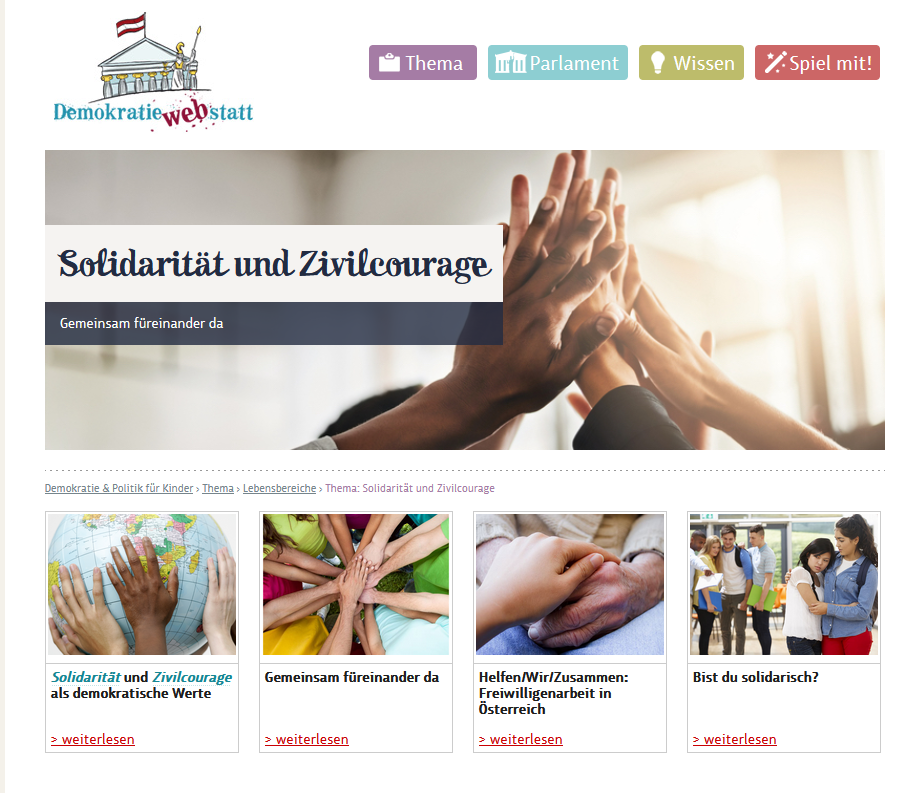 Demokratiewebstatt
Thema
Parlament
Wissen
Spiel mit!
Solidarität und Zivilcourage
Gemeinsam füreinander da
Demokratie & Politik für Kinder › Thema › Lebensbereiche › Thema: Solidarität und Zivilcourage
Solidarität und Zivilcourage
als demokratische Werte
> weiterlesen
Gemeinsam füreinander da
> weiterlesen
Helfen/Wir/Zusammen:
Freiwilligenarbeit in
Österreich
> weiterlesen
Bist du solidarisch?
> weiterlesen